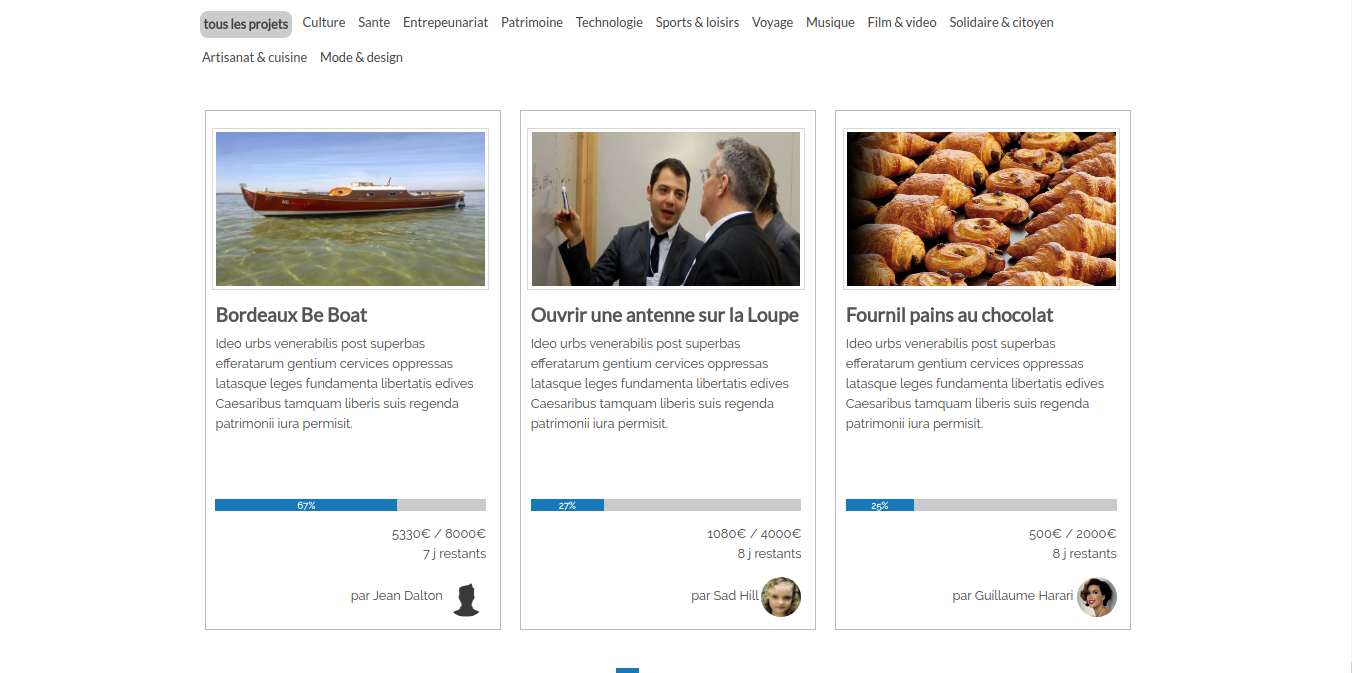 tous les projets Culture Sante Entrepeunariat Patrimoine Technologie Sports & loisirs Voyage Musique Film & video Solidaire & citoyen
Artisanat & cuisine Mode & design
Bordeaux Be Boat
Ideo urbs venerabilis post superbas
efferatarum gentium cervices oppressas
latasque leges fundamenta libertatis edives
Caesaribus tamquam liberis suis regenda
patrimonii iura permisit.
67%
5330€ / 8000€
7 j restants
par Jean Dalton
Ouvrir une antenne sur la Loupe
Ideo urbs venerabilis post superbas
efferatarum gentium cervices oppressas
latasque leges fundamenta libertatis edives
Caesaribus tamquam liberis suis regenda
patrimonii iura permisit.
27%
1080€ / 4000€
8 j restants
par Sad Hill
Fournil pains au chocolat
Ideo urbs venerabilis post superbas
efferatarum gentium cervices oppressas
latasque leges fundamenta libertatis edives
Caesaribus tamquam liberis suis regenda
patrimonii iura permisit.
25%
500€ / 2000€
8 j restants
par Guillaume Harari